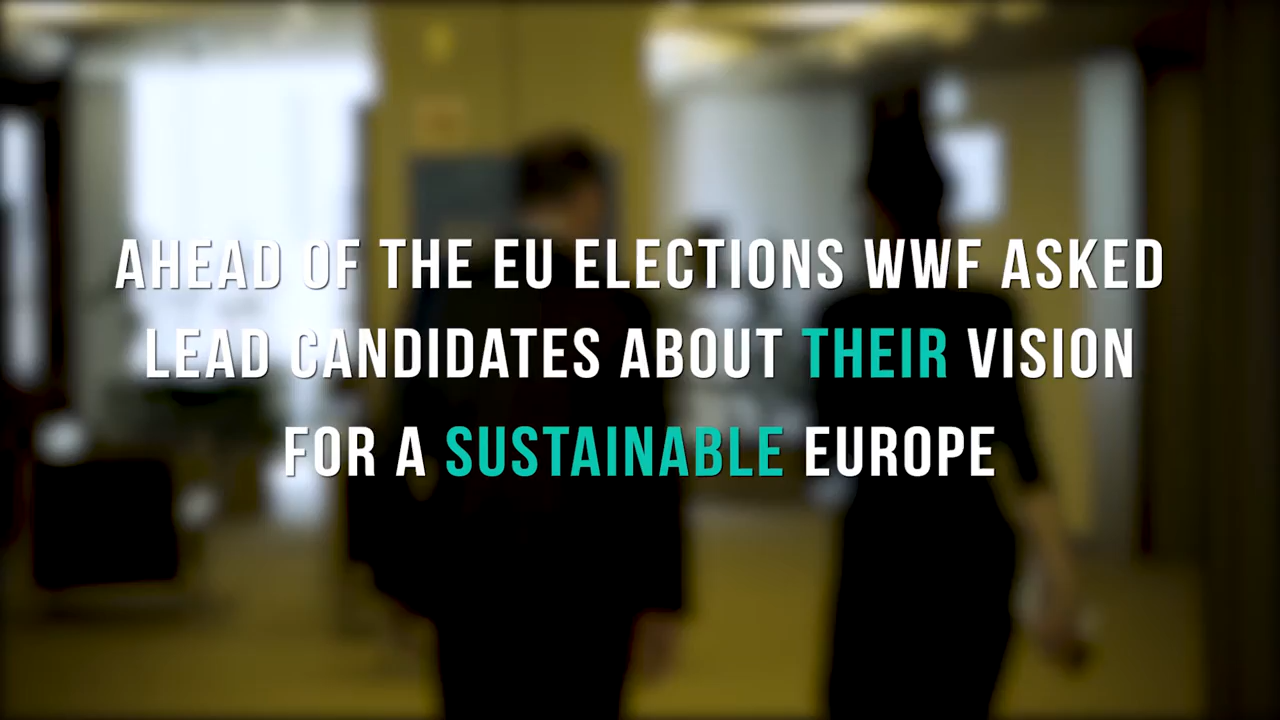 AHEAD OF THE EU ELECTIONS WWF ASKED
LEAD CANDIDATES ABOUT THEIR VISION
FOR A SUSTAINABLE EUROPE